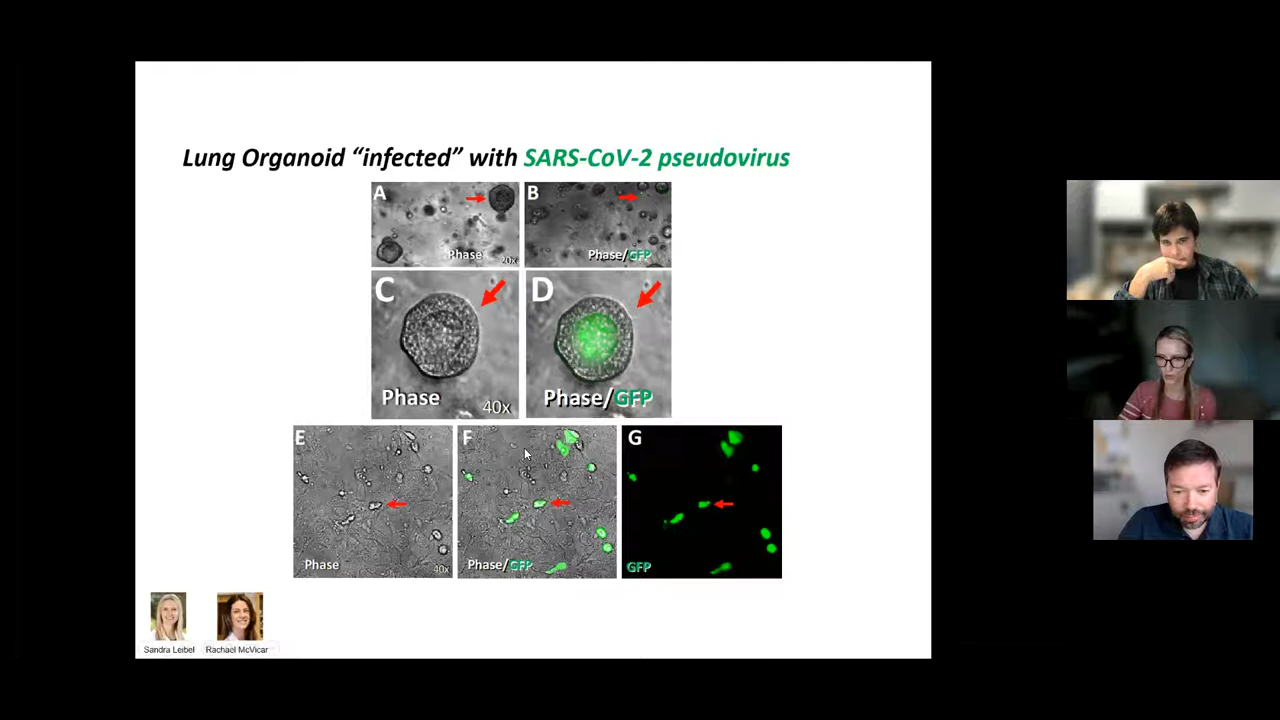 Lung Organoid “infected” with SARS-CoV-2 pseudovirus
A
Phase
20x
B
Phase/GFP
C
Phase
40x
D
Phase/GFP
E
Phase
40x
F
Phase/GFP
G
GFP
Sandra Leibel
Rachael McVicar